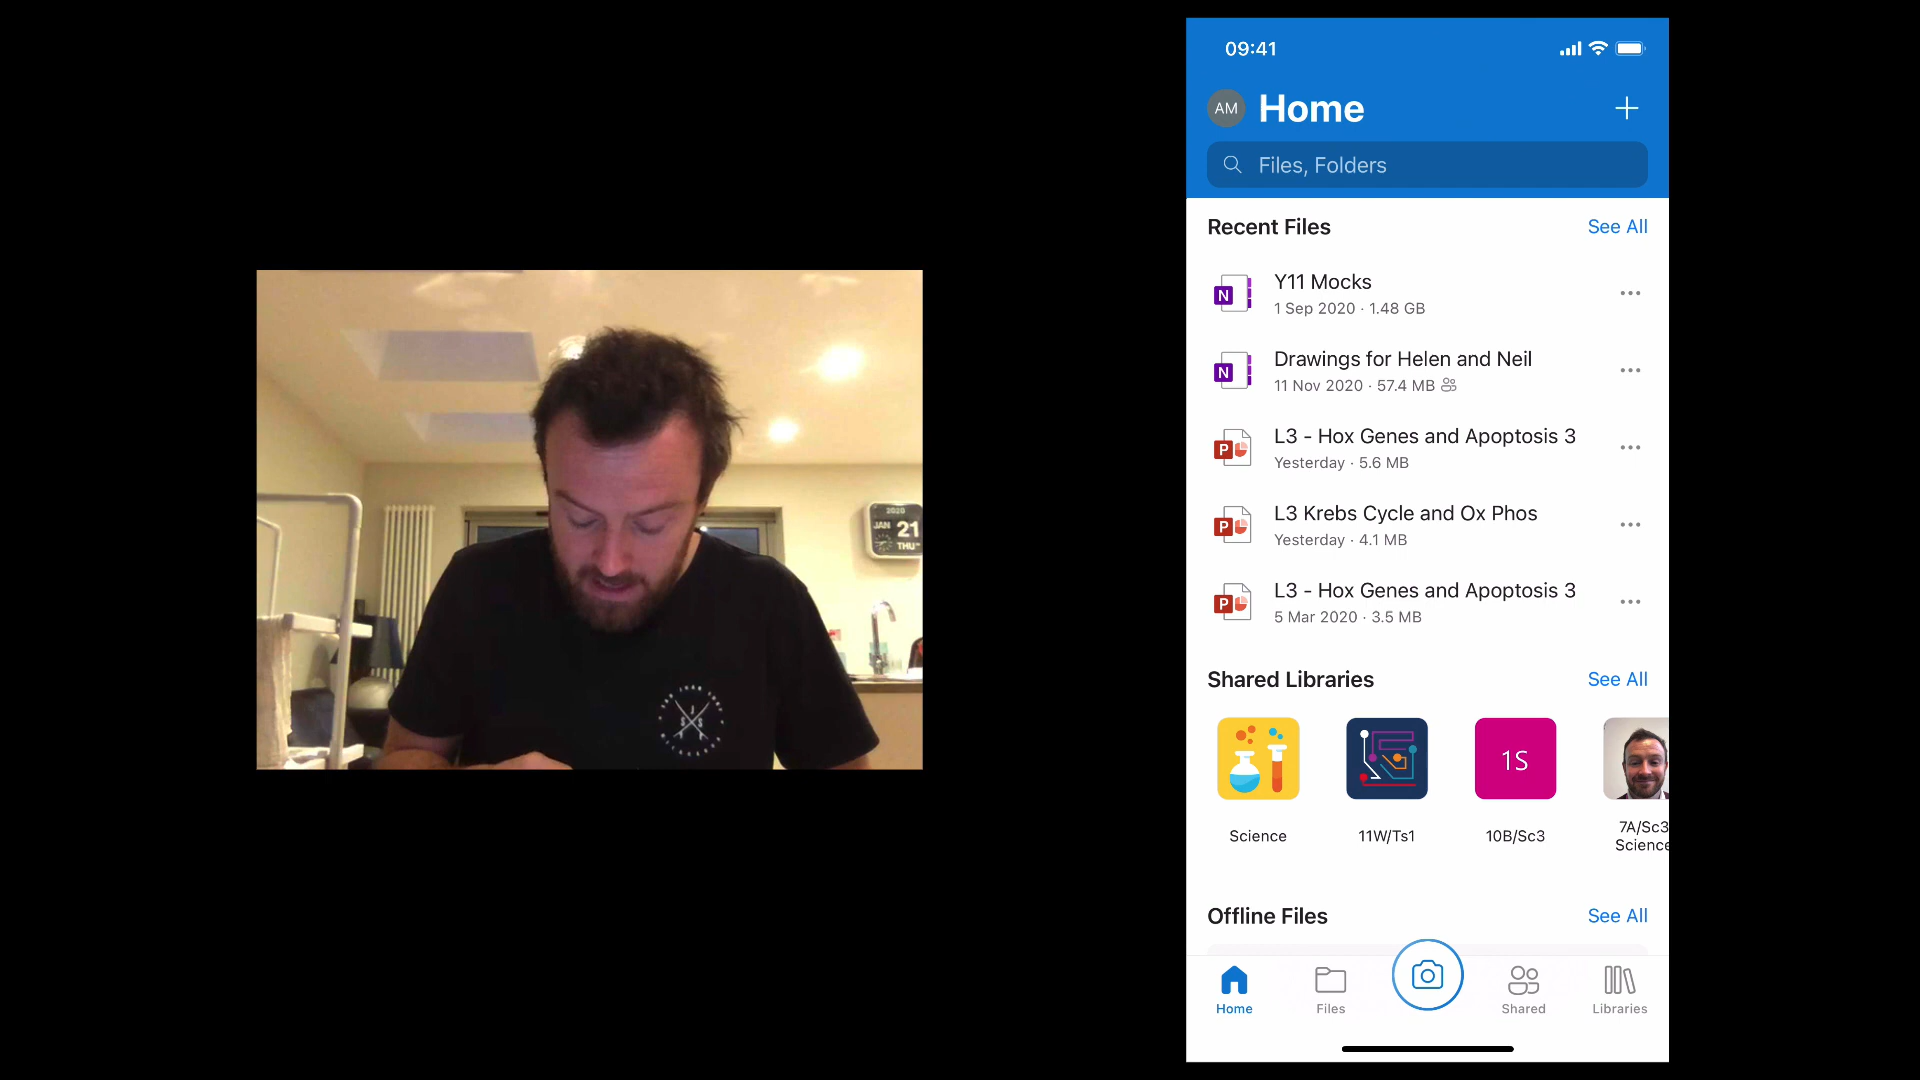 2020
JAN 21
THU
J
S S
09:41
AM Home
Files, Folders
Recent Files See All
N Y11 Mocks
1 Sep 2020 · 1.48 GB
N Drawings for Helen and Neil
11 Nov 2020 · 57.4 MB
P L3 - Hox Genes and Apoptosis 3
Yesterday · 5.6 MB
P L3 Krebs Cycle and Ox Phos
Yesterday · 4.1 MB
P L3 - Hox Genes and Apoptosis 3
5 Mar 2020 · 3.5 MB
Shared Libraries See All
1S
Science 11W/Ts1 10B/Sc3 7A/Sc3
Science
Offline Files See All
Home Files Shared Libraries